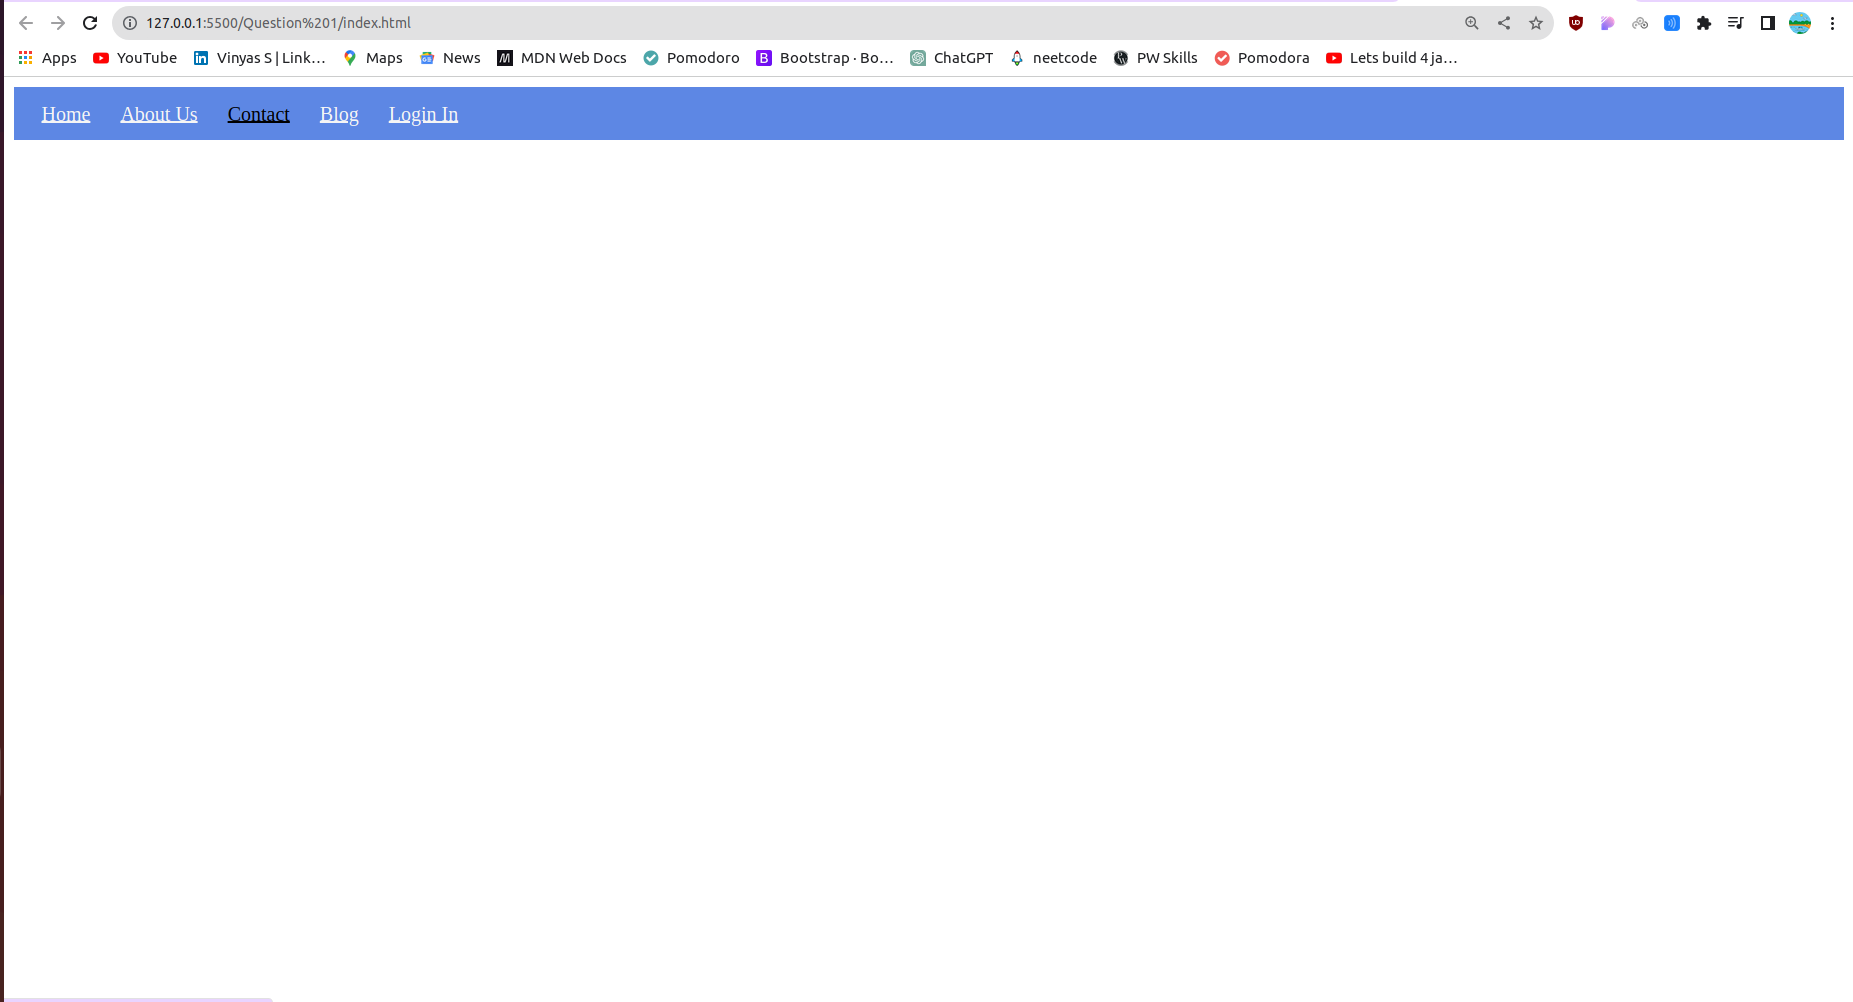 127.0.0.1:5500/Question%201/index.html
Apps YouTube Vinyas S | Link... Maps News MDN Web Docs Pomodoro Bootstrap · Bo... ChatGPT neetcode PW Skills Pomodora Lets build 4 ja...
Home About Us Contact Blog Login In